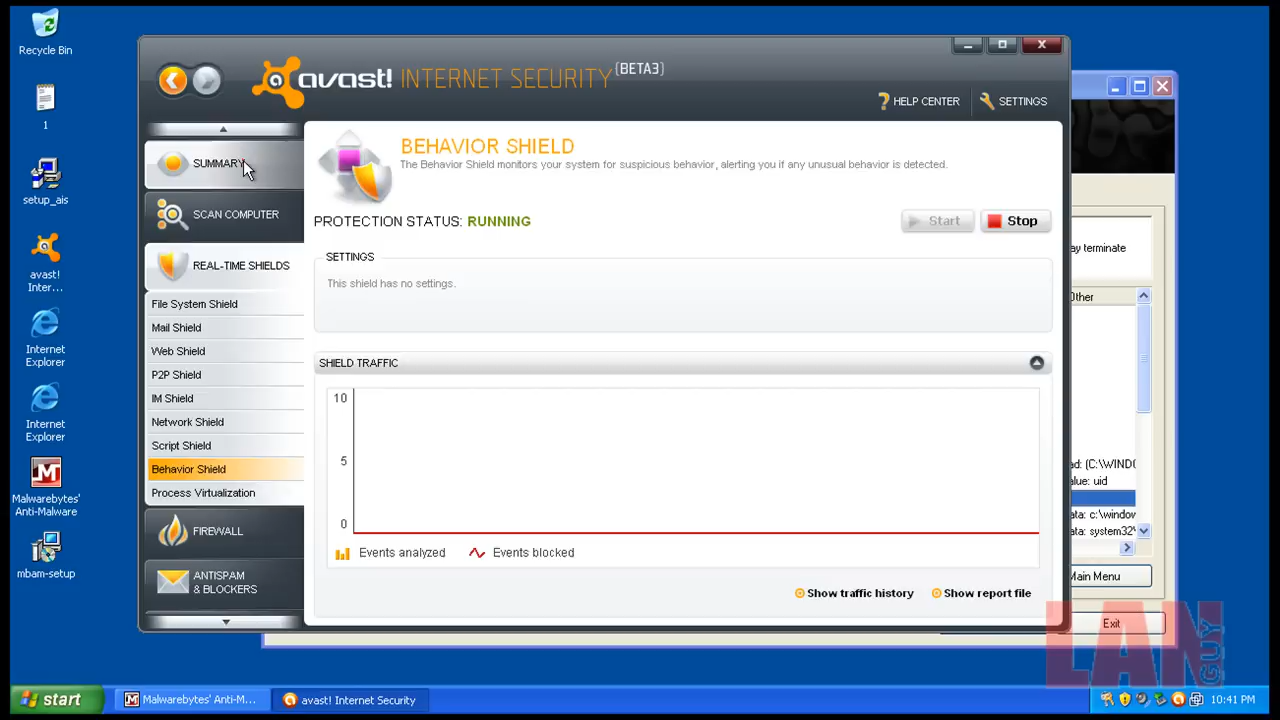 Recycle Bin
1
setup_ais
avast!
Inter...
Internet
Explorer
Internet
Explorer
Malwarebytes'
Anti-Malware
mbam-setup
avast! INTERNET SECURITY {BETA3}
HELP CENTER
SETTINGS
SUMMARY
SCAN COMPUTER
REAL-TIME SHIELDS
File System Shield
Mail Shield
Web Shield
P2P Shield
IM Shield
Network Shield
Script Shield
Behavior Shield
Process Virtualization
FIREWALL
ANTISPAM
& BLOCKERS
BEHAVIOR SHIELD
The Behavior Shield monitors your system for suspicious behavior, alerting you if any unusual behavior is detected.
PROTECTION STATUS: RUNNING
Start
Stop
SETTINGS
This shield has no settings.
SHIELD TRAFFIC
10
5
0
Events analyzed
Events blocked
Show traffic history
Show report file
ay terminate
Other
ad: (C:\WIND
alue: uid
ata: c:\window
ata: system32\
Main Menu
Exit
LAN
GUY
start
Malwarebytes' Anti-M...
avast! Internet Security
10:41 PM